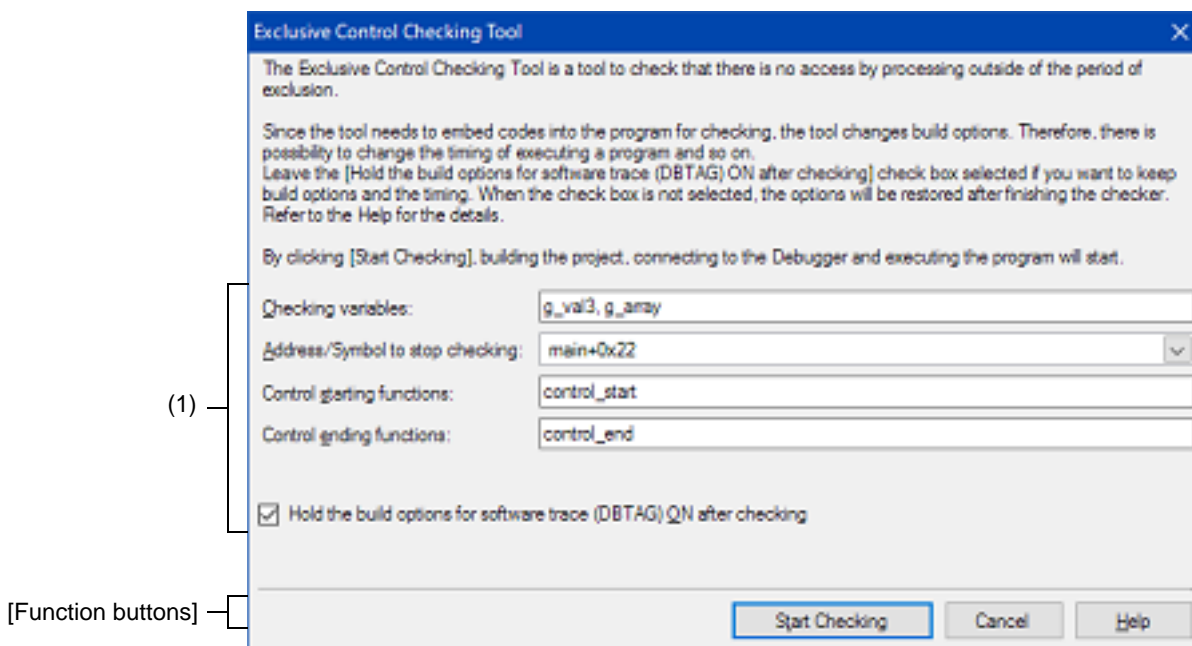 Exclusive Control Checking Tool
The Exclusive Control Checking Tool is a tool to check that there is no access by processing outside of the period of
exclusion.
Since the tool needs to embed codes into the program for checking, the tool changes build options. Therefore, there is
possibility to change the timing of executing a program and so on.
Leave the [Hold the build options for software trace (DBTAG) ON after checking] check box selected if you want to keep
build options and the timing. When the check box is not selected, the options will be restored after finishing the checker.
Refer to the Help for the details.
By clicking [Start Checking], building the project, connecting to the Debugger and executing the program will start.
Checking variables: g_val3, g_array
Address/Symbol to stop checking: main+0x22
(1)
Control starting functions: control_start
Control ending functions: control_end
Hold the build options for software trace (DBTAG) ON after checking
[Function buttons]
Start Checking Cancel Help